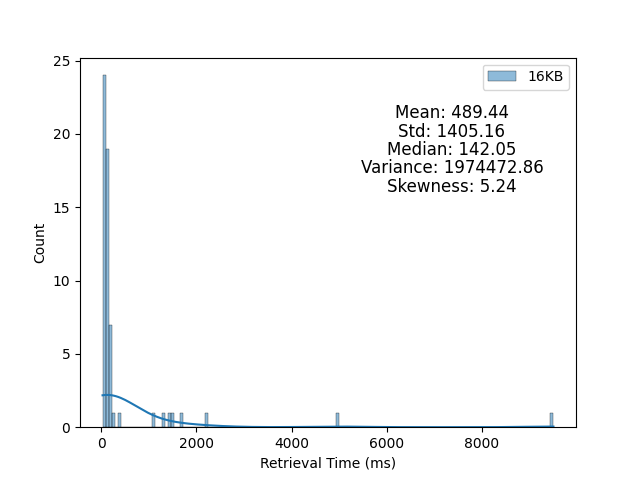 25
20
15
10
5
0
Count
16KB
Mean: 489.44
Std: 1405.16
Median: 142.05
Variance: 1974472.86
Skewness: 5.24
0 2000 4000 6000 8000
Retrieval Time (ms)